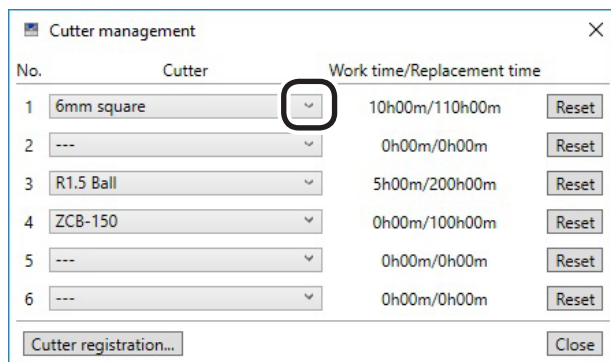 Cutter management
No. Cutter Work time/Replacement time
1 6mm square 10h00m/110h00m Reset
2 --- 0h00m/0h00m Reset
3 R1.5 Ball 5h00m/200h00m Reset
4 ZCB-150 0h00m/100h00m Reset
5 --- 0h00m/0h00m Reset
6 --- 0h00m/0h00m Reset
Cutter registration... Close